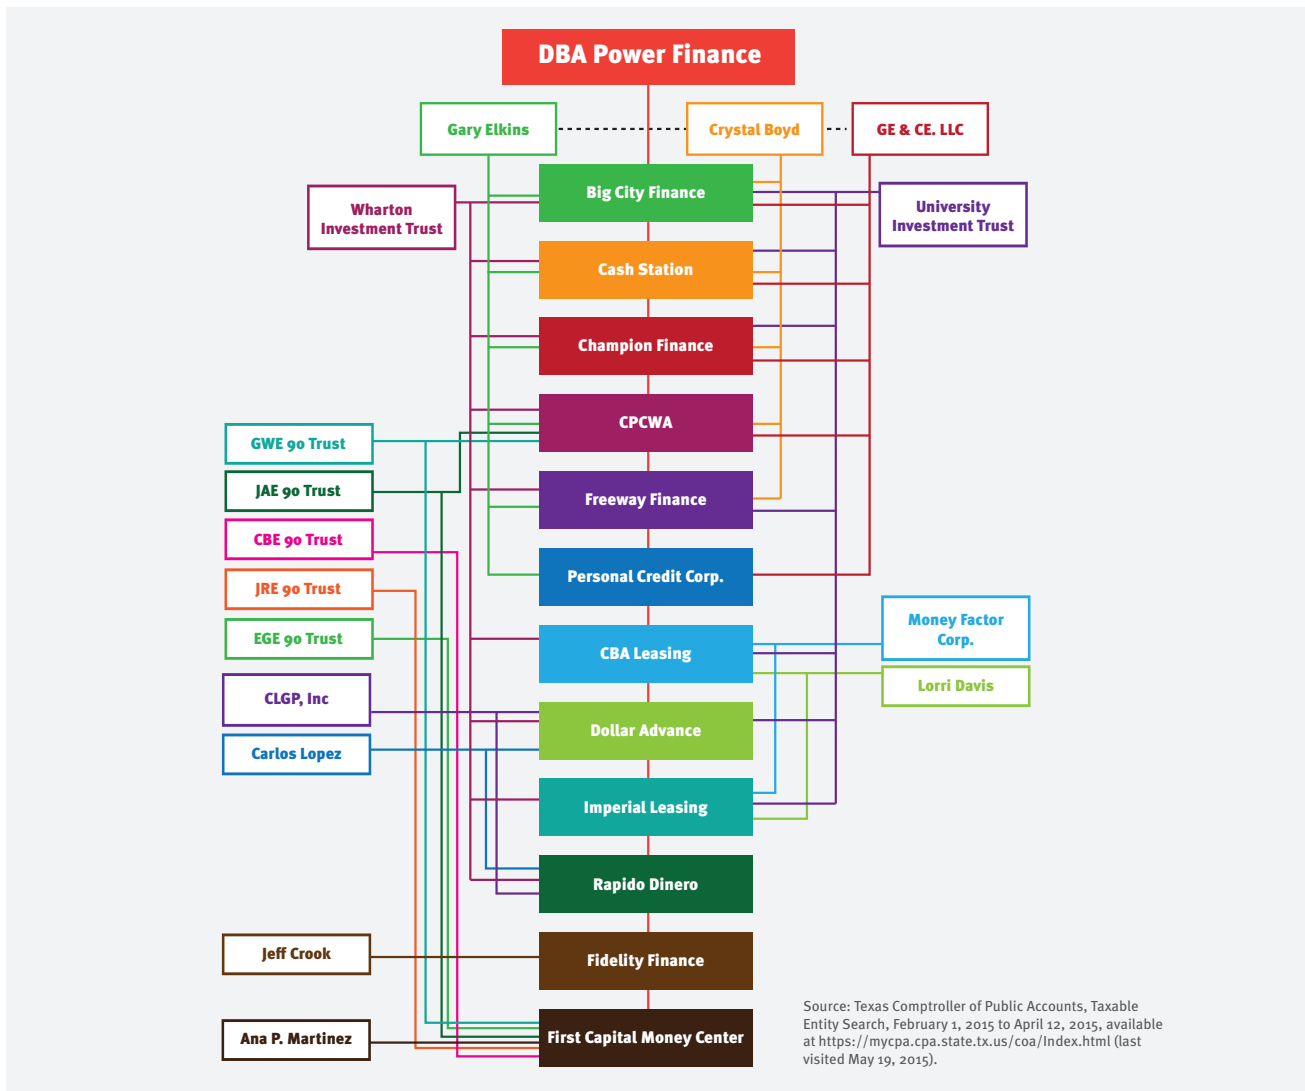 DBA Power Finance
Gary Elkins
Crystal Boyd
GE & CE. LLC
Big City Finance
Wharton
Investment Trust
University
Investment Trust
Cash Station
Champion Finance
CPCWA
GWE 90 Trust
JAE 90 Trust
Freeway Finance
CBE 90 Trust
Personal Credit Corp.
JRE 90 Trust
Money Factor
Corp.
EGE 90 Trust
CBA Leasing
Lorri Davis
CLGP, Inc
Dollar Advance
Carlos Lopez
Imperial Leasing
Rapido Dinero
Jeff Crook
Fidelity Finance
Source: Texas Comptroller of Public Accounts, Taxable
Entity Search, February 1, 2015 to April 12, 2015, available
at https://mycpa.cpa.state.tx.us/coa/Index.html (last
visited May 19, 2015).
Ana P. Martinez
First Capital Money Center